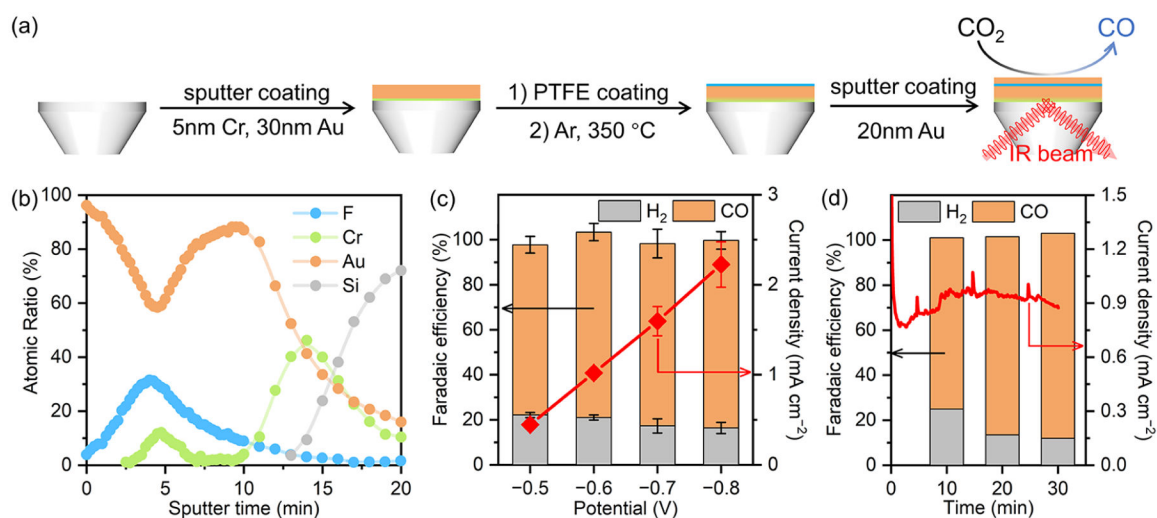 (a)
sputter coating
5nm Cr, 30nm Au
1) PTFE coating
2) Ar, 350 °C
sputter coating
20nm Au
CO₂
CO
IR beam
(b)
Atomic Ratio (%)
100
80
60
40
20
0
F
Cr
Au
Si
0
5
10
15
20
Sputter time (min)
(c)
Faradaic efficiency (%)
100
80
60
40
20
0
H₂
CO
3
2
1
0
Current density (mA cm⁻²)
−0.5
−0.6
−0.7
−0.8
Potential (V)
(d)
Faradaic efficiency (%)
100
80
60
40
20
0
H₂
CO
1.5
1.2
0.9
0.6
0.3
0.0
Current density (mA cm⁻²)
0
10
20
30
Time (min)